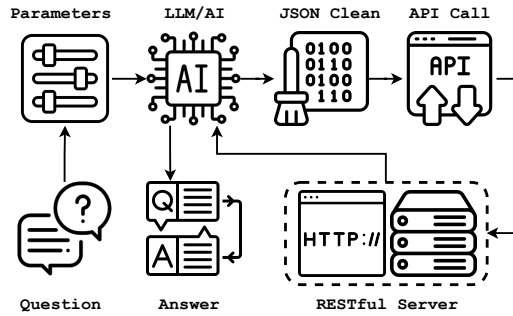 Parameters LLM/AI JSON Clean API Call
AI
0100
0110
0100
110
API
?
Q
A
HTTP://
Question Answer RESTful Server